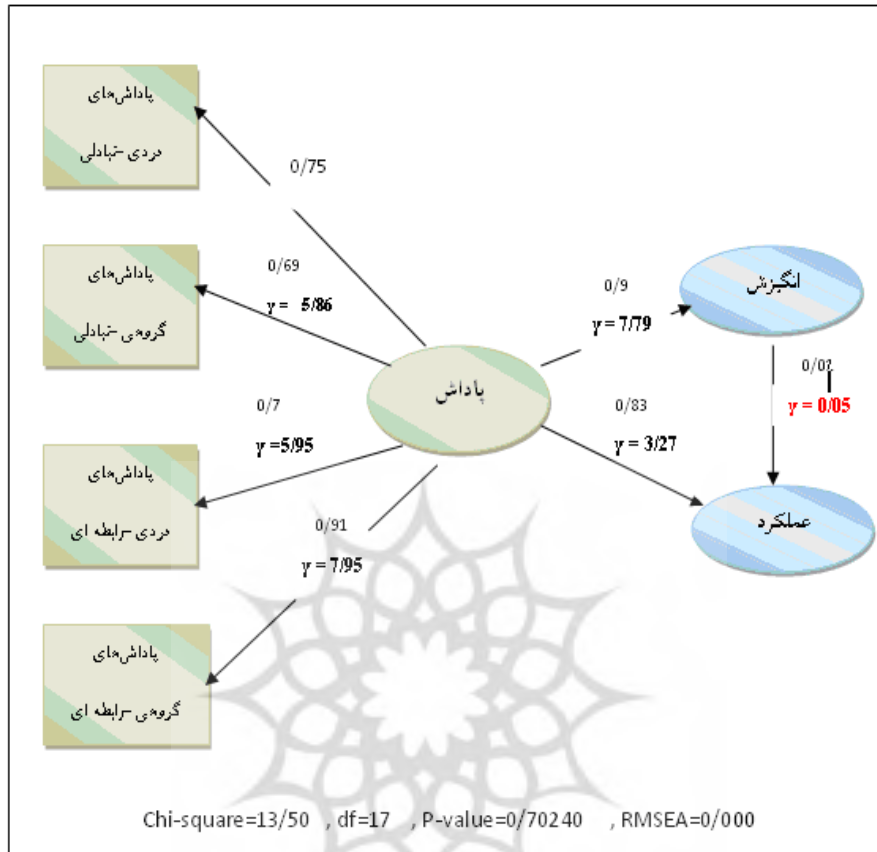 پاداش‌های
فردی -تبادلی
0/75
پاداش‌های
گروهی -تبادلی
0/69
γ = 5/86
0/9
γ = 7/79
انگیزش
پاداش
0/02
γ = 0/05
0/83
γ = 3/27
0/7
γ =5/95
پاداش‌های
فردی -رابطه ای
عملکرد
0/91
γ = 7/95
پاداش‌های
گروهی -رابطه ای
Chi-square=13/50 , df=17 , P-value=0/70240 , RMSEA=0/000